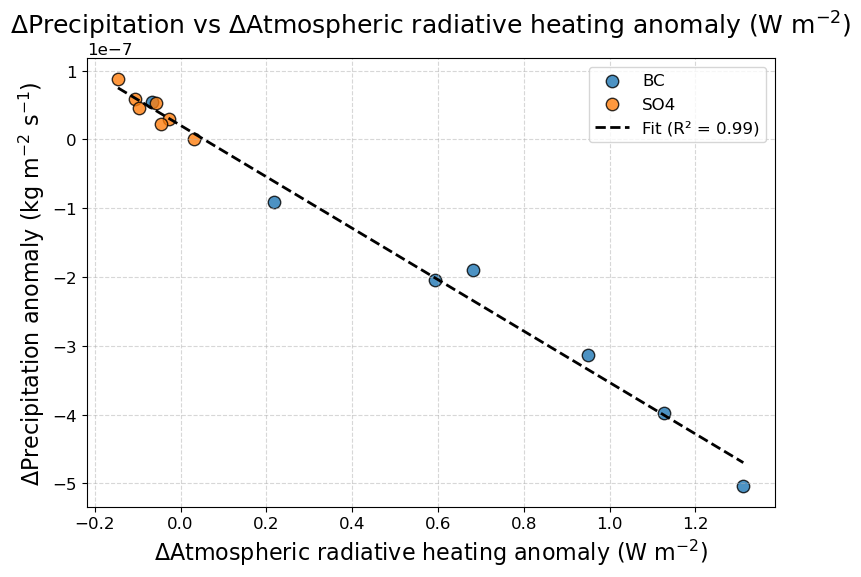 ΔPrecipitation vs ΔAtmospheric radiative heating anomaly (W m⁻²)
1e−7
BC
SO4
Fit (R² = 0.99)
1
0
−1
−2
−3
−4
−5
ΔPrecipitation anomaly (kg m⁻² s⁻¹)
−0.2 0.0 0.2 0.4 0.6 0.8 1.0 1.2
ΔAtmospheric radiative heating anomaly (W m⁻²)